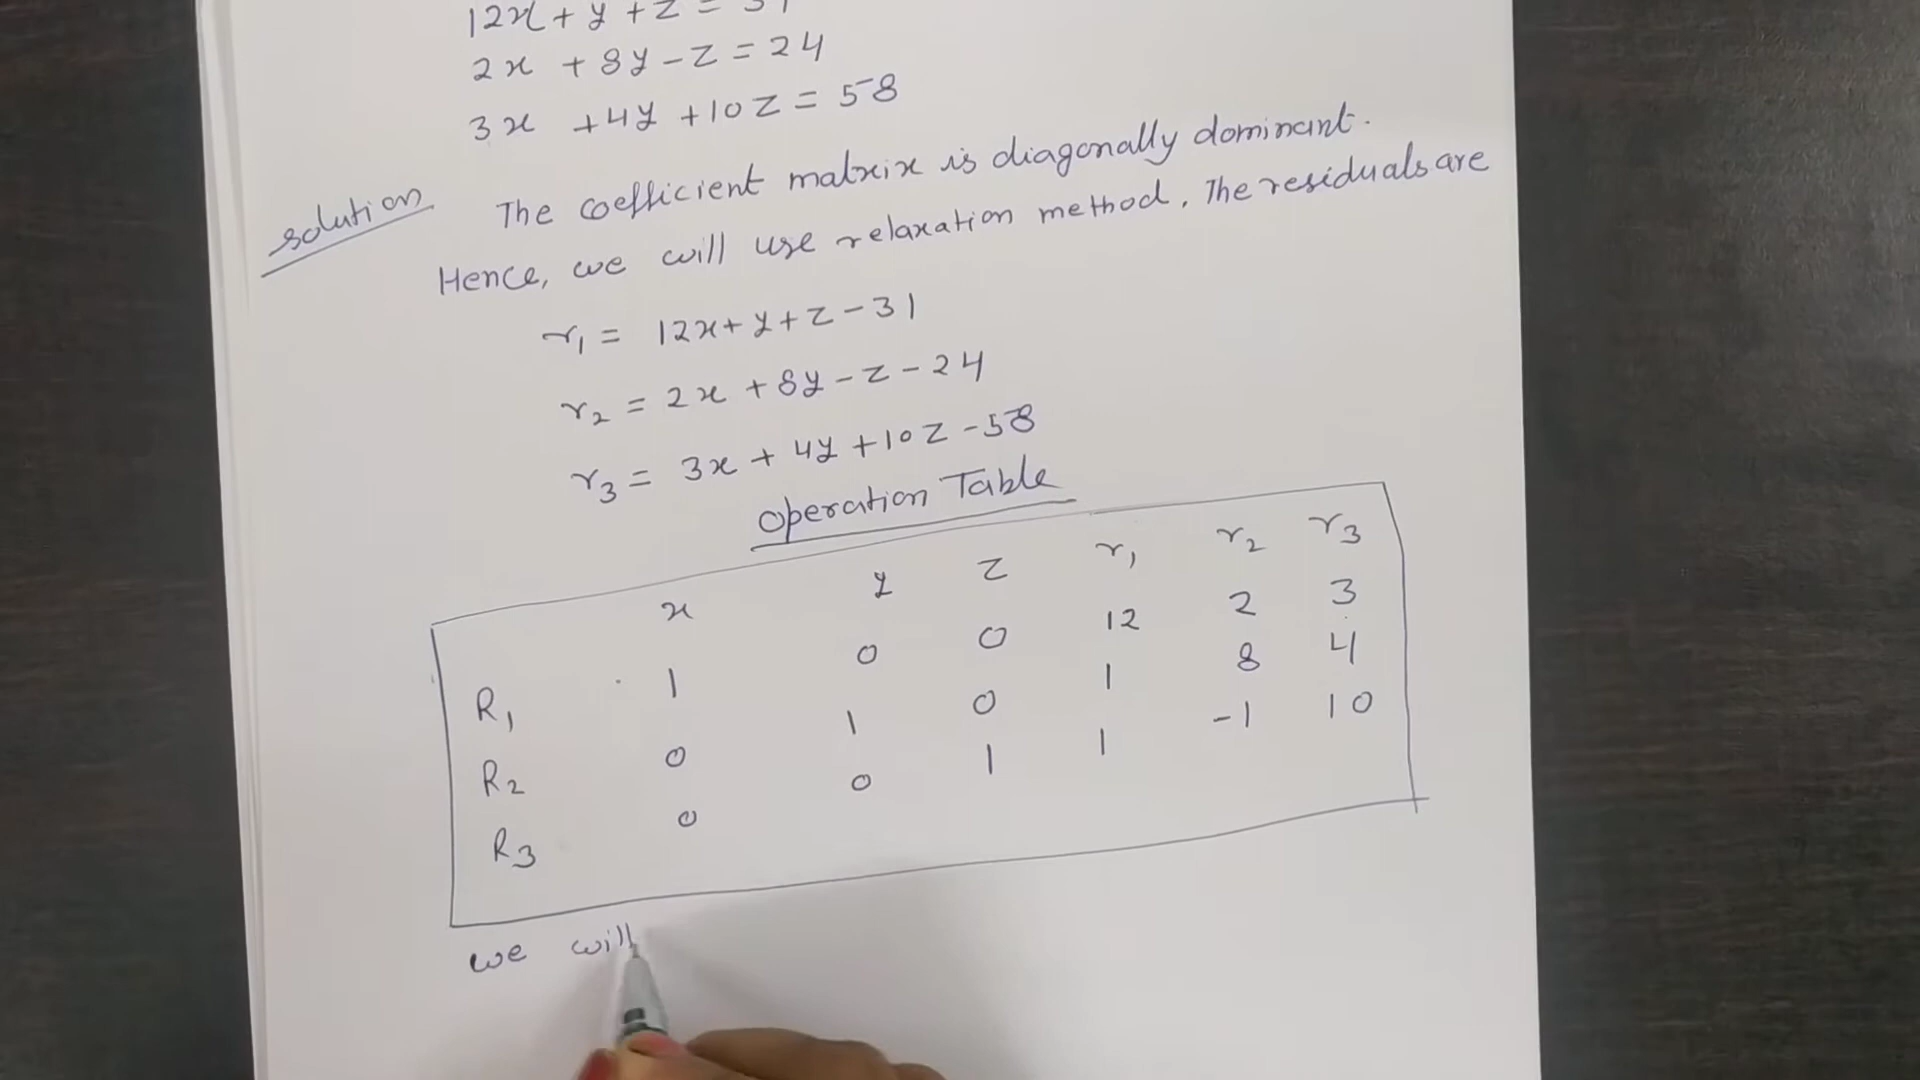 12x + y + z = 31
2x + 8y - z = 24
3x + 4y + 10z = 58
solution The coefficient matrix is diagonally dominant.
Hence, we will use relaxation method. The residuals are
r₁ = 12x + y + z - 31
r₂ = 2x + 8y - z - 24
r₃ = 3x + 4y + 10z - 58
Operation Table
x y z r₁ r₂ r₃
R₁ 1 0 0 12 2 3
R₂ 0 1 0 1 8 4
R₃ 0 0 1 1 -1 10
we will